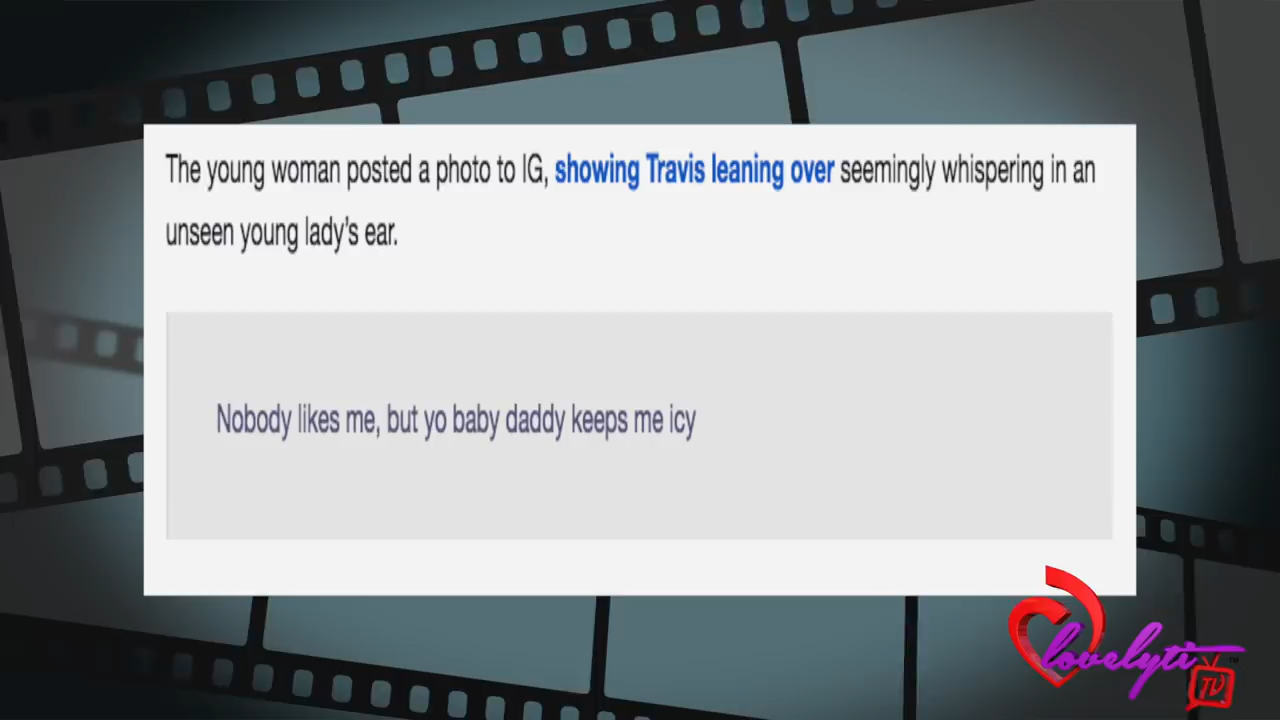 The young woman posted a photo to IG, showing Travis leaning over seemingly whispering in an
unseen young lady's ear.
Nobody likes me, but yo baby daddy keeps me icy
lovelyti
TV